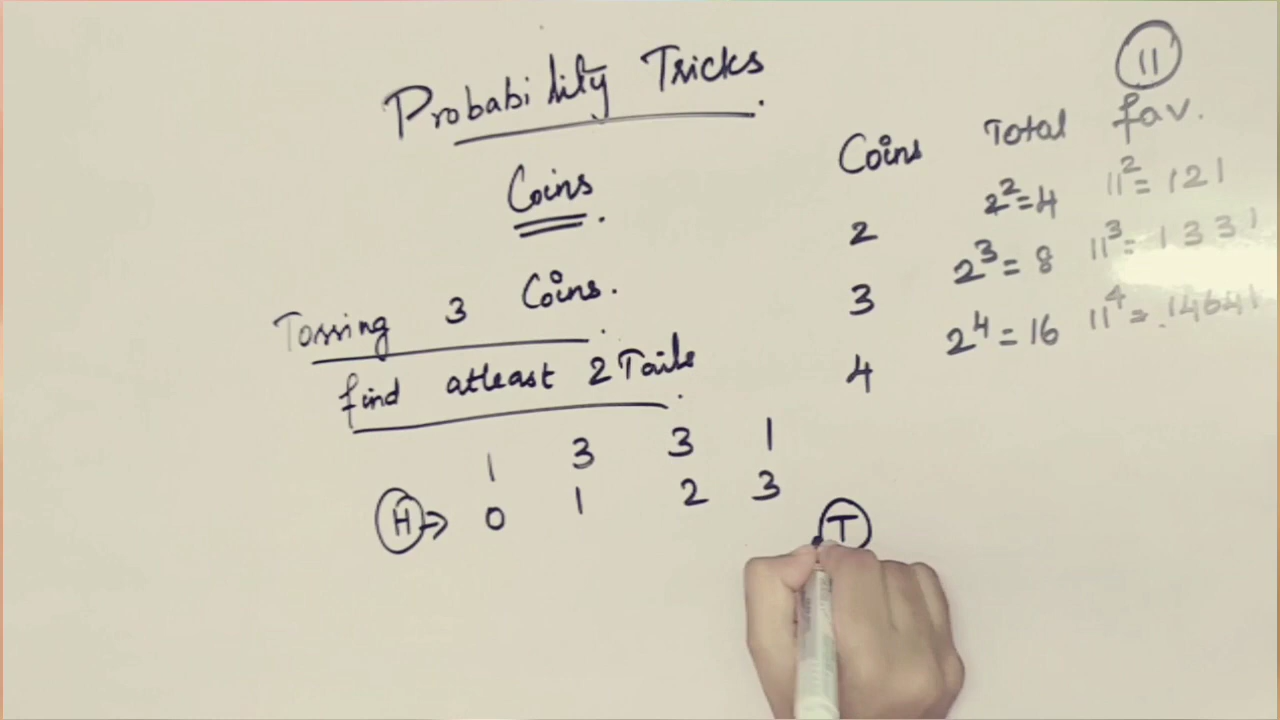 Probability Tricks.
Coins.
Tossing 3 Coins.
find atleast 2 Tails.
1 3 3 1
H→ 0 1 2 3
T
11
Coins Total fav.
2 2²=4 11²=121
3 2³=8 11³=1331
4 2⁴=16 11⁴=14641